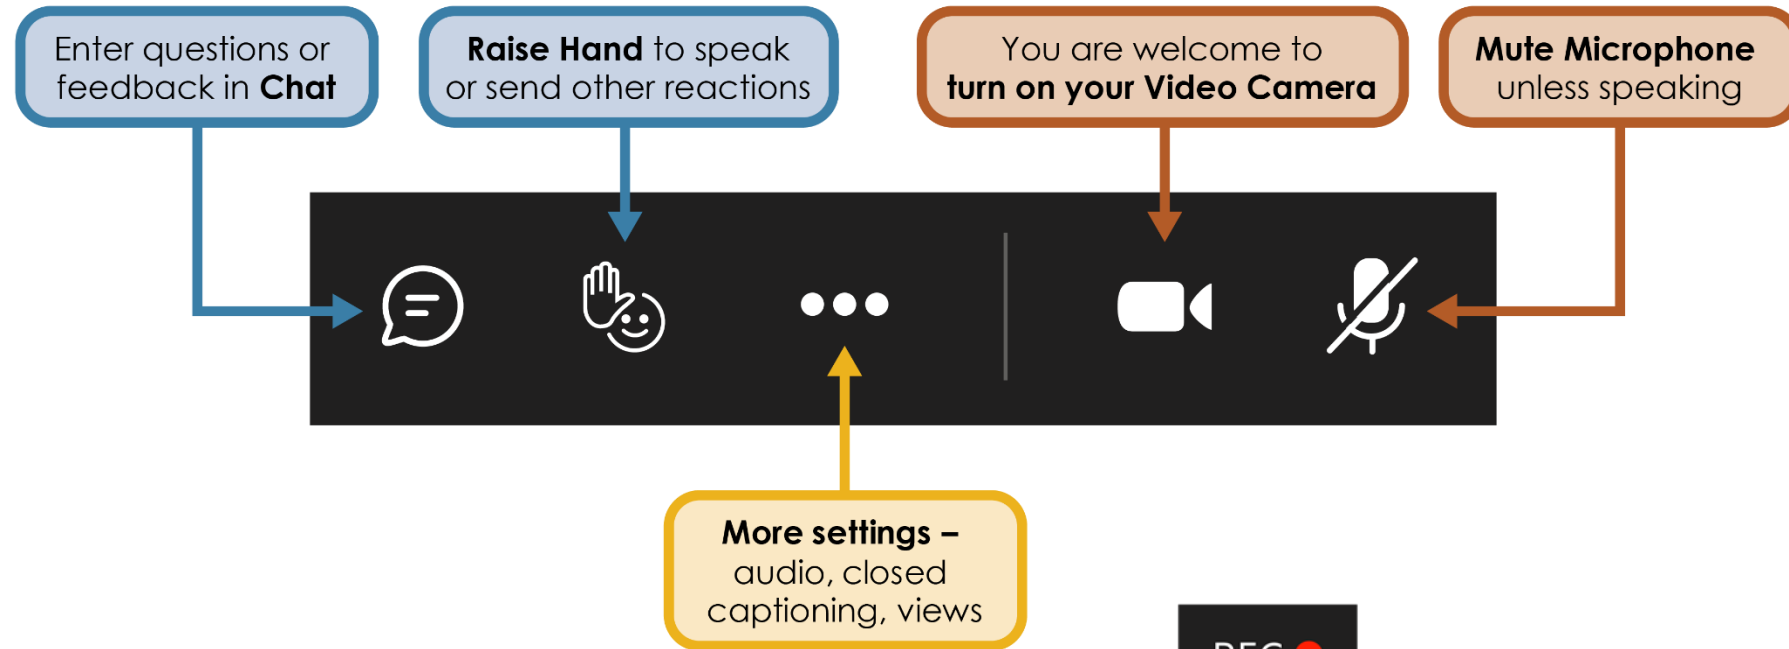 Enter questions or
feedback in Chat
Raise Hand to speak
or send other reactions
You are welcome to
turn on your Video Camera
Mute Microphone
unless speaking
More settings –
audio, closed
captioning, views
REC